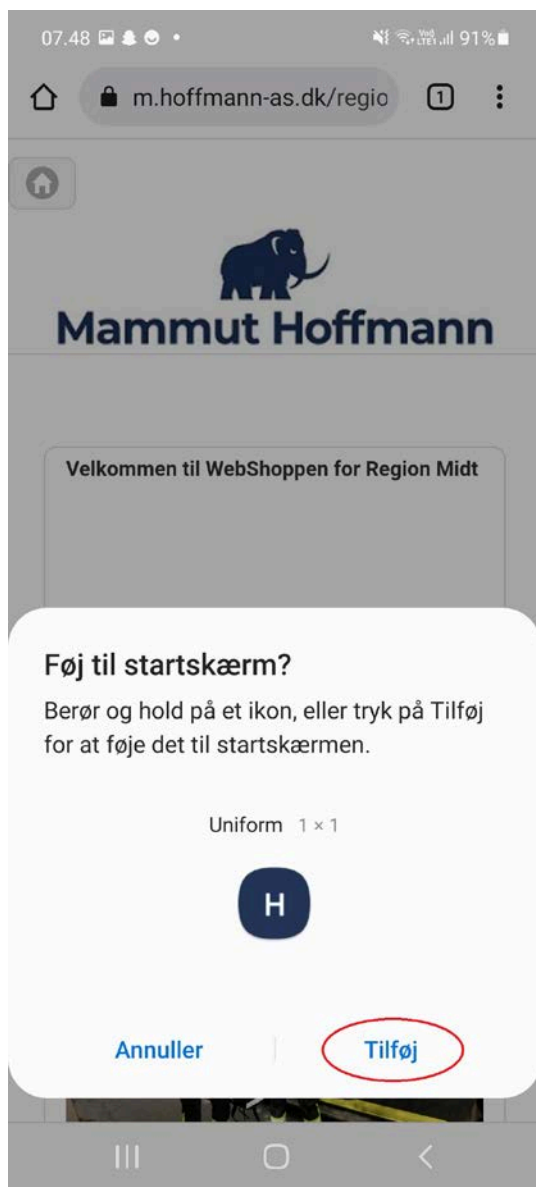 07.48
Vo))
LTE1
91%
m.hoffmann-as.dk/regio
1
Mammut Hoffmann
Velkommen til WebShoppen for Region Midt
Føj til startskærm?
Berør og hold på et ikon, eller tryk på Tilføj
for at føje det til startskærmen.
Uniform 1 × 1
H
Annuller
Tilføj